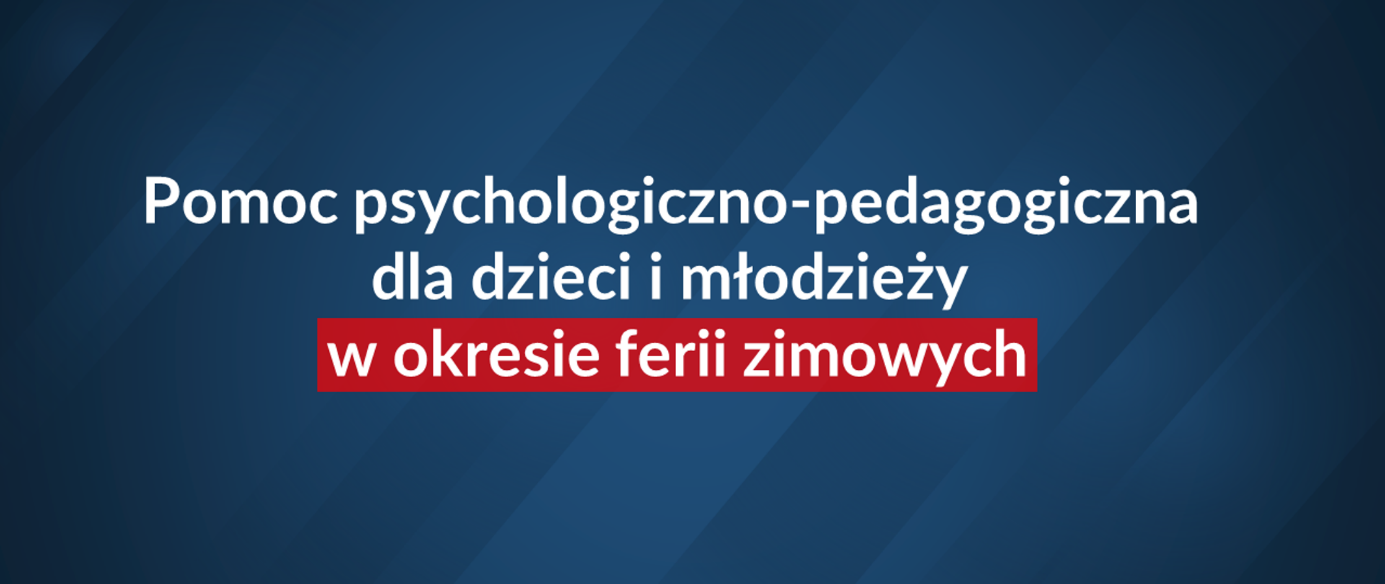 Pomoc psychologiczno-pedagogiczna
dla dzieci i młodzieży
w okresie ferii zimowych